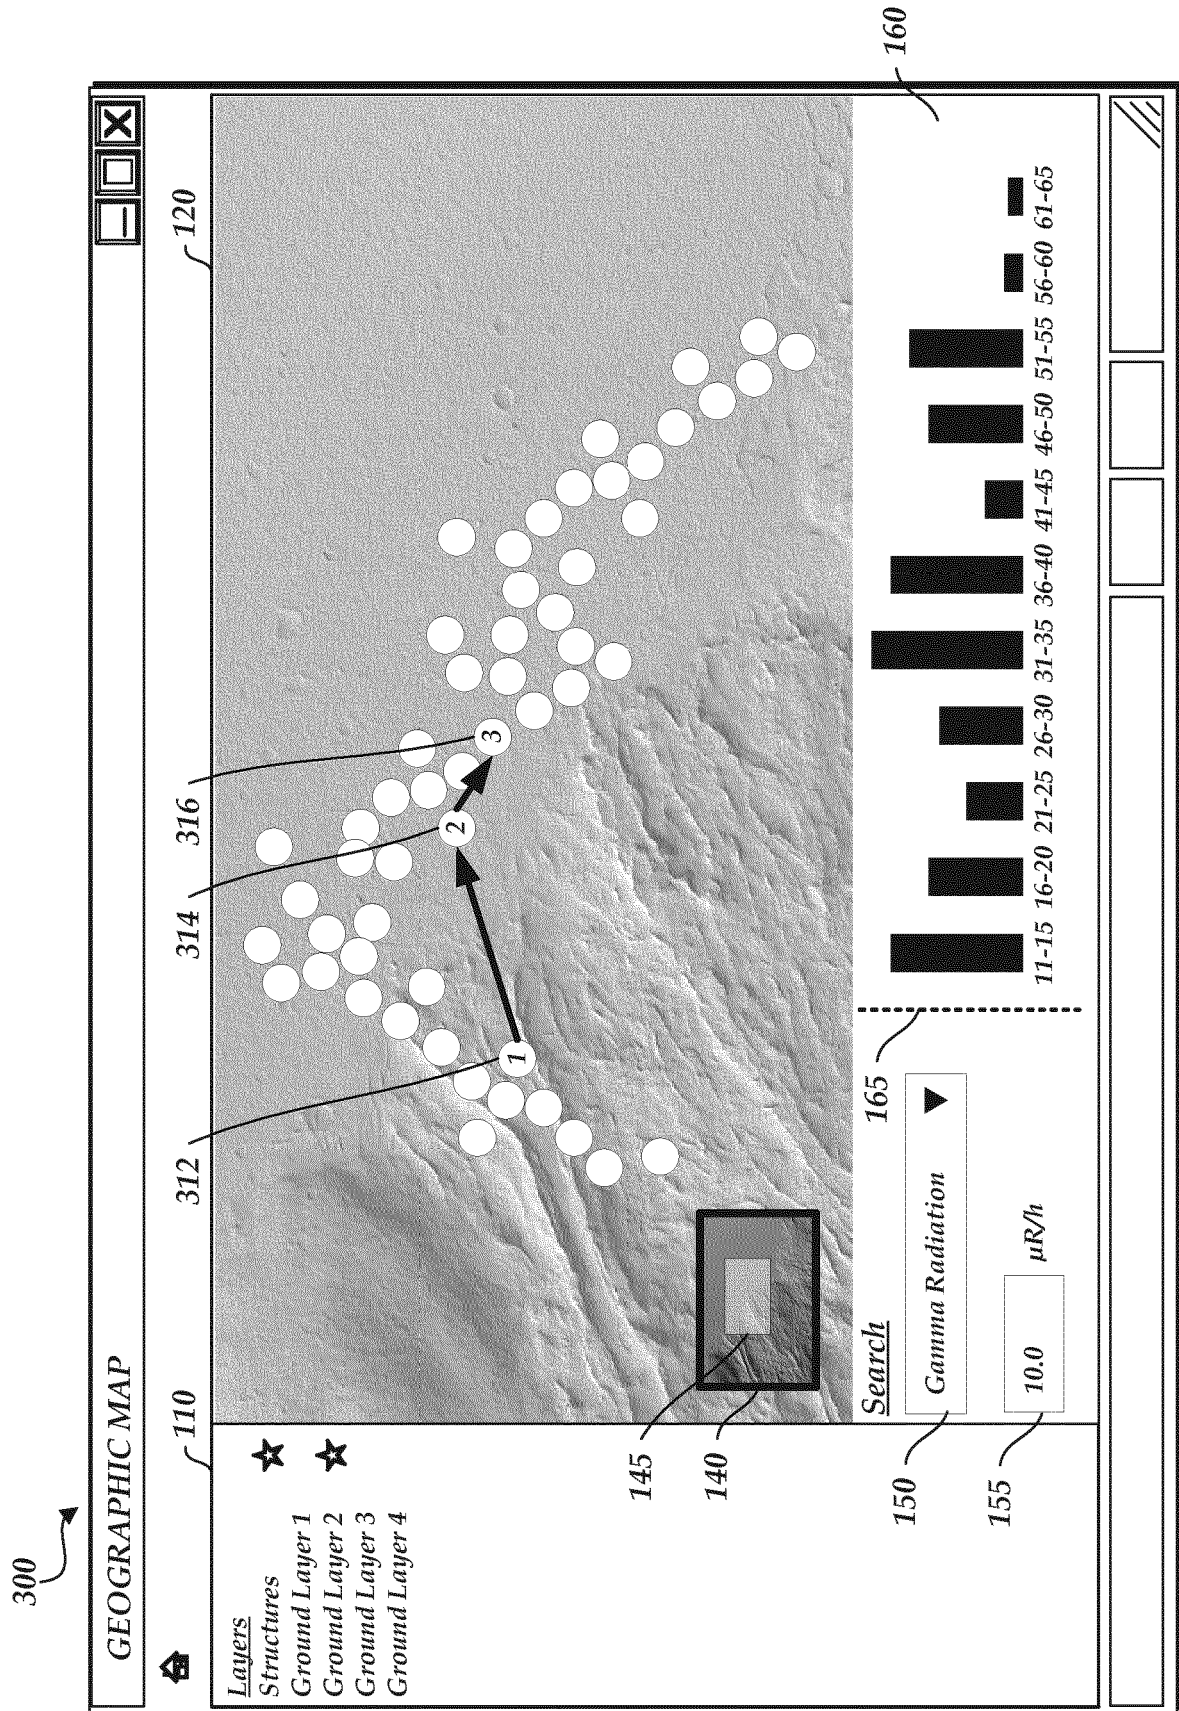 300
GEOGRAPHIC MAP
110
120
Layers
Structures
Ground Layer 1
Ground Layer 2
Ground Layer 3
Ground Layer 4
312
314
316
1
2
3
145
140
Search
150
Gamma Radiation
155
10.0
µR/h
165
160
11-15
16-20
21-25
26-30
31-35
36-40
41-45
46-50
51-55
56-60
61-65